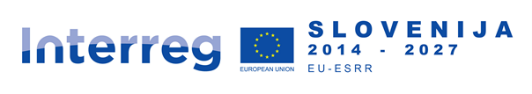 Interreg
EUROPEAN UNION
SLOVENIJA
2014 - 2027
EU-ESRR